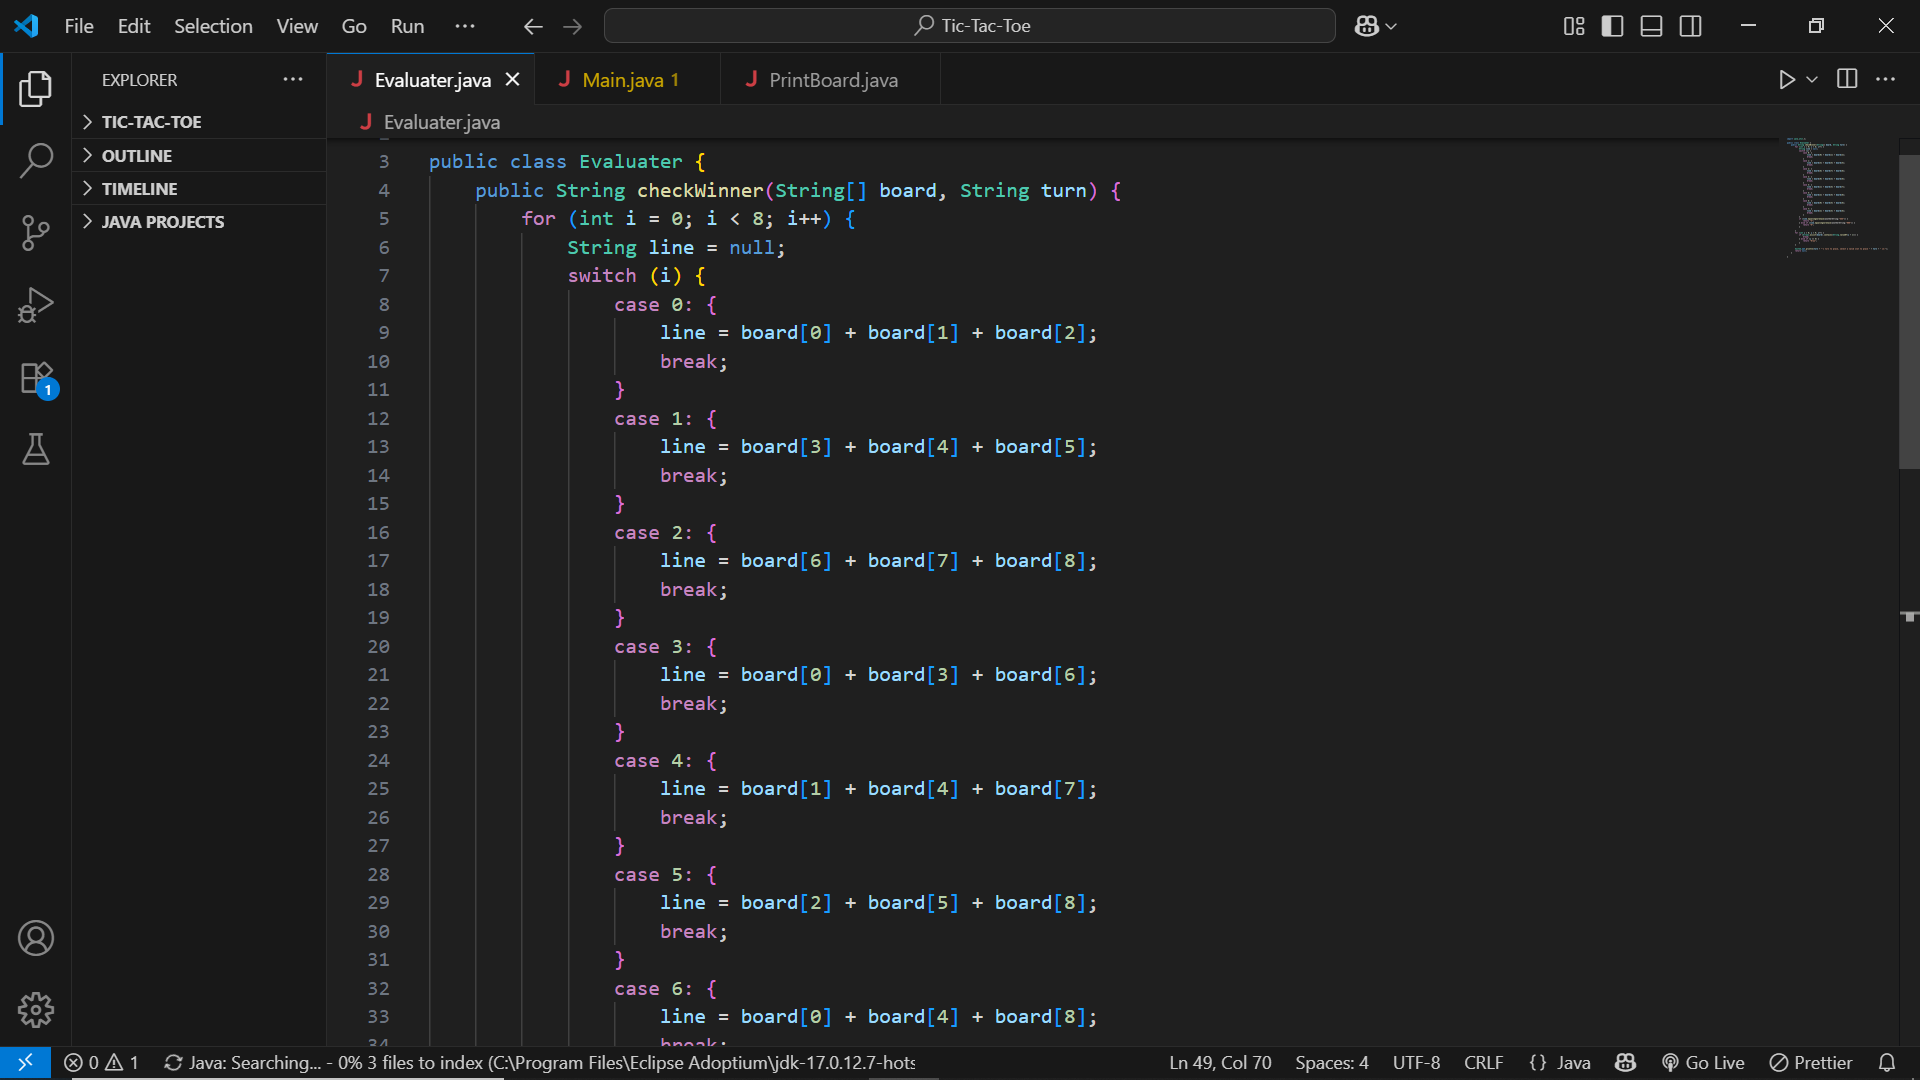 File Edit Selection View Go Run ··· Tic-Tac-Toe
EXPLORER ···
Evaluater.java Main.java 1 PrintBoard.java
TIC-TAC-TOE
OUTLINE
TIMELINE
JAVA PROJECTS
1
Evaluater.java
3 public class Evaluater {
4 public String checkWinner(String[] board, String turn) {
5 for (int i = 0; i < 8; i++) {
6 String line = null;
7 switch (i) {
8 case 0: {
9 line = board[0] + board[1] + board[2];
10 break;
11 }
12 case 1: {
13 line = board[3] + board[4] + board[5];
14 break;
15 }
16 case 2: {
17 line = board[6] + board[7] + board[8];
18 break;
19 }
20 case 3: {
21 line = board[0] + board[3] + board[6];
22 break;
23 }
24 case 4: {
25 line = board[1] + board[4] + board[7];
26 break;
27 }
28 case 5: {
29 line = board[2] + board[5] + board[8];
30 break;
31 }
32 case 6: {
33 line = board[0] + board[4] + board[8];
34 break;
0 1 Java: Searching... - 0% 3 files to index (C:\Program Files\Eclipse Adoptium\jdk-17.0.12.7-hots Ln 49, Col 70 Spaces: 4 UTF-8 CRLF {} Java Go Live Prettier